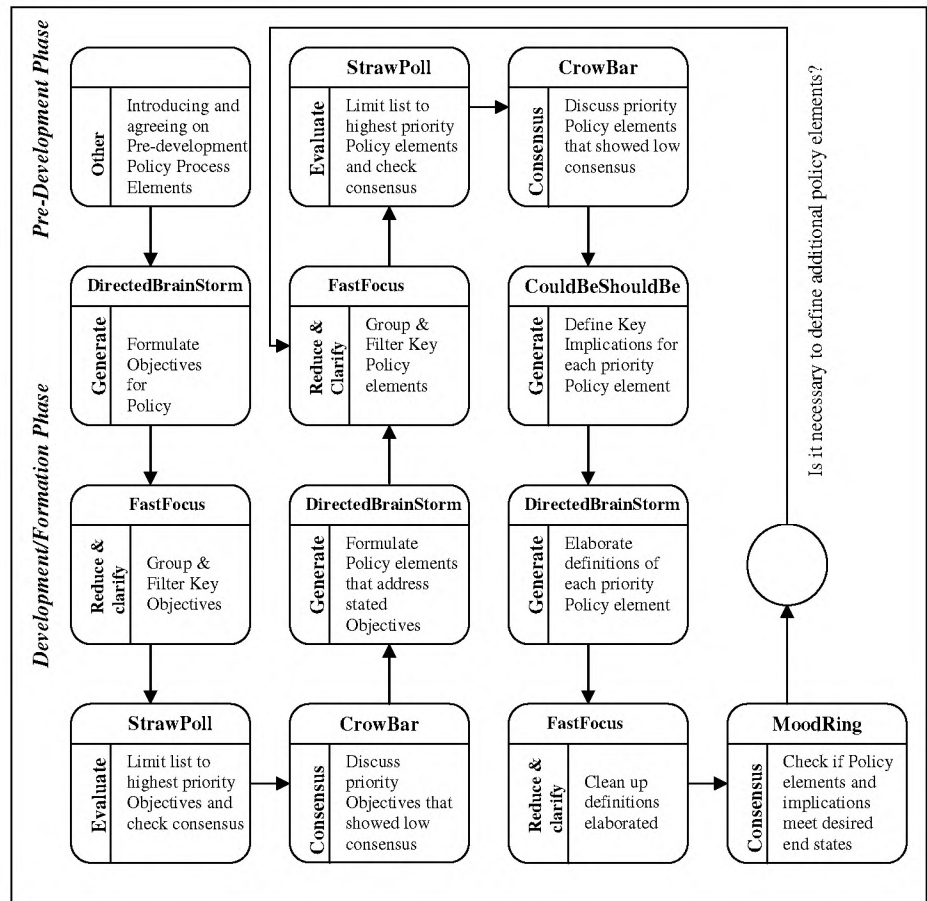 Pre-Development Phase
Development/Formation Phase
Other
Introducing and
agreeing on
Pre-development
Policy Process
Elements
DirectedBrainStorm
Generate
Formulate
Objectives
for
Policy
FastFocus
Reduce &
clarify
Group &
Filter Key
Objectives
StrawPoll
Evaluate
Limit list to
highest priority
Objectives and
check consensus
CrowBar
Consensus
Discuss
priority
Objectives that
showed low
consensus
DirectedBrainStorm
Generate
Formulate
Policy elements
that address
stated
Objectives
FastFocus
Reduce &
Clarify
Group &
Filter Key
Policy
elements
StrawPoll
Evaluate
Limit list to
highest priority
Policy elements
and check
consensus
CrowBar
Consensus
Discuss priority
Policy elements
that showed low
consensus
CouldBeShouldBe
Generate
Define Key
Implications for
each priority
Policy element
DirectedBrainStorm
Generate
Elaborate
definitions of
each priority
Policy element
FastFocus
Reduce &
clarify
Clean up
definitions
elaborated
MoodRing
Consensus
Check if Policy
elements and
implications
meet desired
end states
Is it necessary to define additional policy elements?